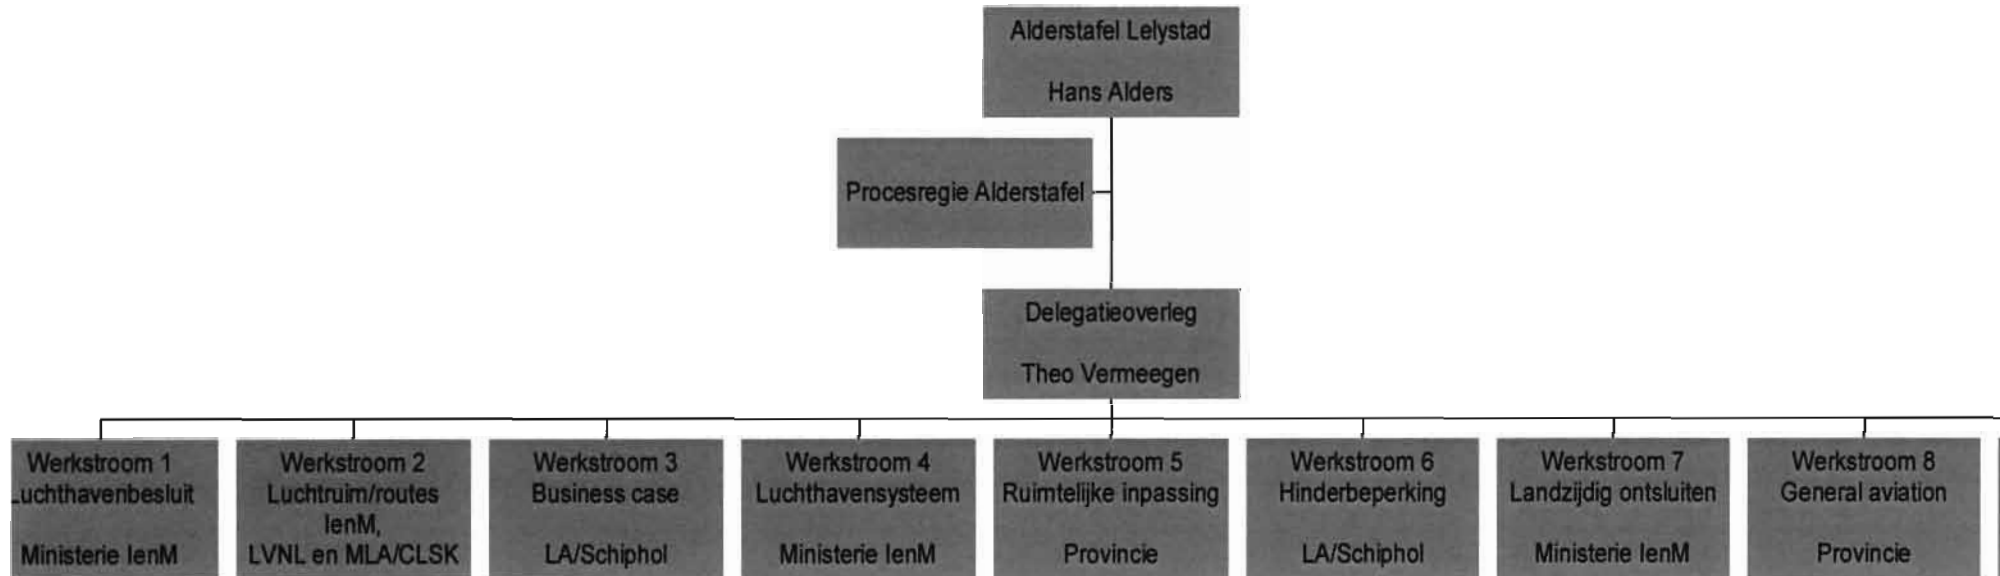 Alderstafel Lelystad
Hans Alders
Procesregie Alderstafel
Delegatieoverleg
Theo Vermeegen
Werkstroom 1
Luchthavenbesluit
Ministerie IenM
Werkstroom 2
Luchtruim/routes
IenM,
LVNL en MLA/CLSK
Werkstroom 3
Business case
LA/Schiphol
Werkstroom 4
Luchthavensysteem
Ministerie IenM
Werkstroom 5
Ruimtelijke inpassing
Provincie
Werkstroom 6
Hinderbeperking
LA/Schiphol
Werkstroom 7
Landzijdig ontsluiten
Ministerie IenM
Werkstroom 8
General aviation
Provincie